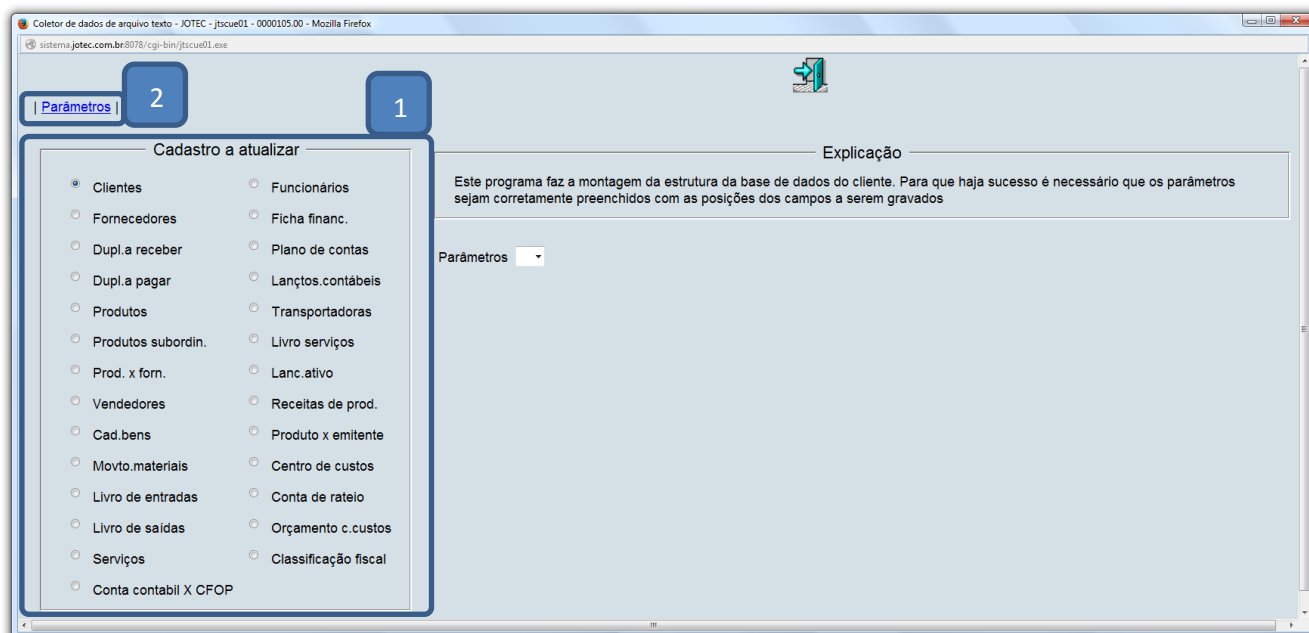 Coletor de dados de arquivo texto - JOTEC - jtscue01 - 0000105.00 - Mozilla Firefox
sistema.jotec.com.br:8078/cgi-bin/jtscue01.exe
| Parâmetros |
2
1
Cadastro a atualizar
Clientes
Funcionários
Fornecedores
Ficha financ.
Dupl.a receber
Plano de contas
Dupl.a pagar
Lançtos.contábeis
Produtos
Transportadoras
Produtos subordin.
Livro serviços
Prod. x forn.
Lanc.ativo
Vendedores
Receitas de prod.
Cad.bens
Produto x emitente
Movto.materiais
Centro de custos
Livro de entradas
Conta de rateio
Livro de saídas
Orçamento c.custos
Serviços
Classificação fiscal
Conta contabil X CFOP
Explicação
Este programa faz a montagem da estrutura da base de dados do cliente. Para que haja sucesso é necessário que os parâmetros
sejam corretamente preenchidos com as posições dos campos a serem gravados
Parâmetros